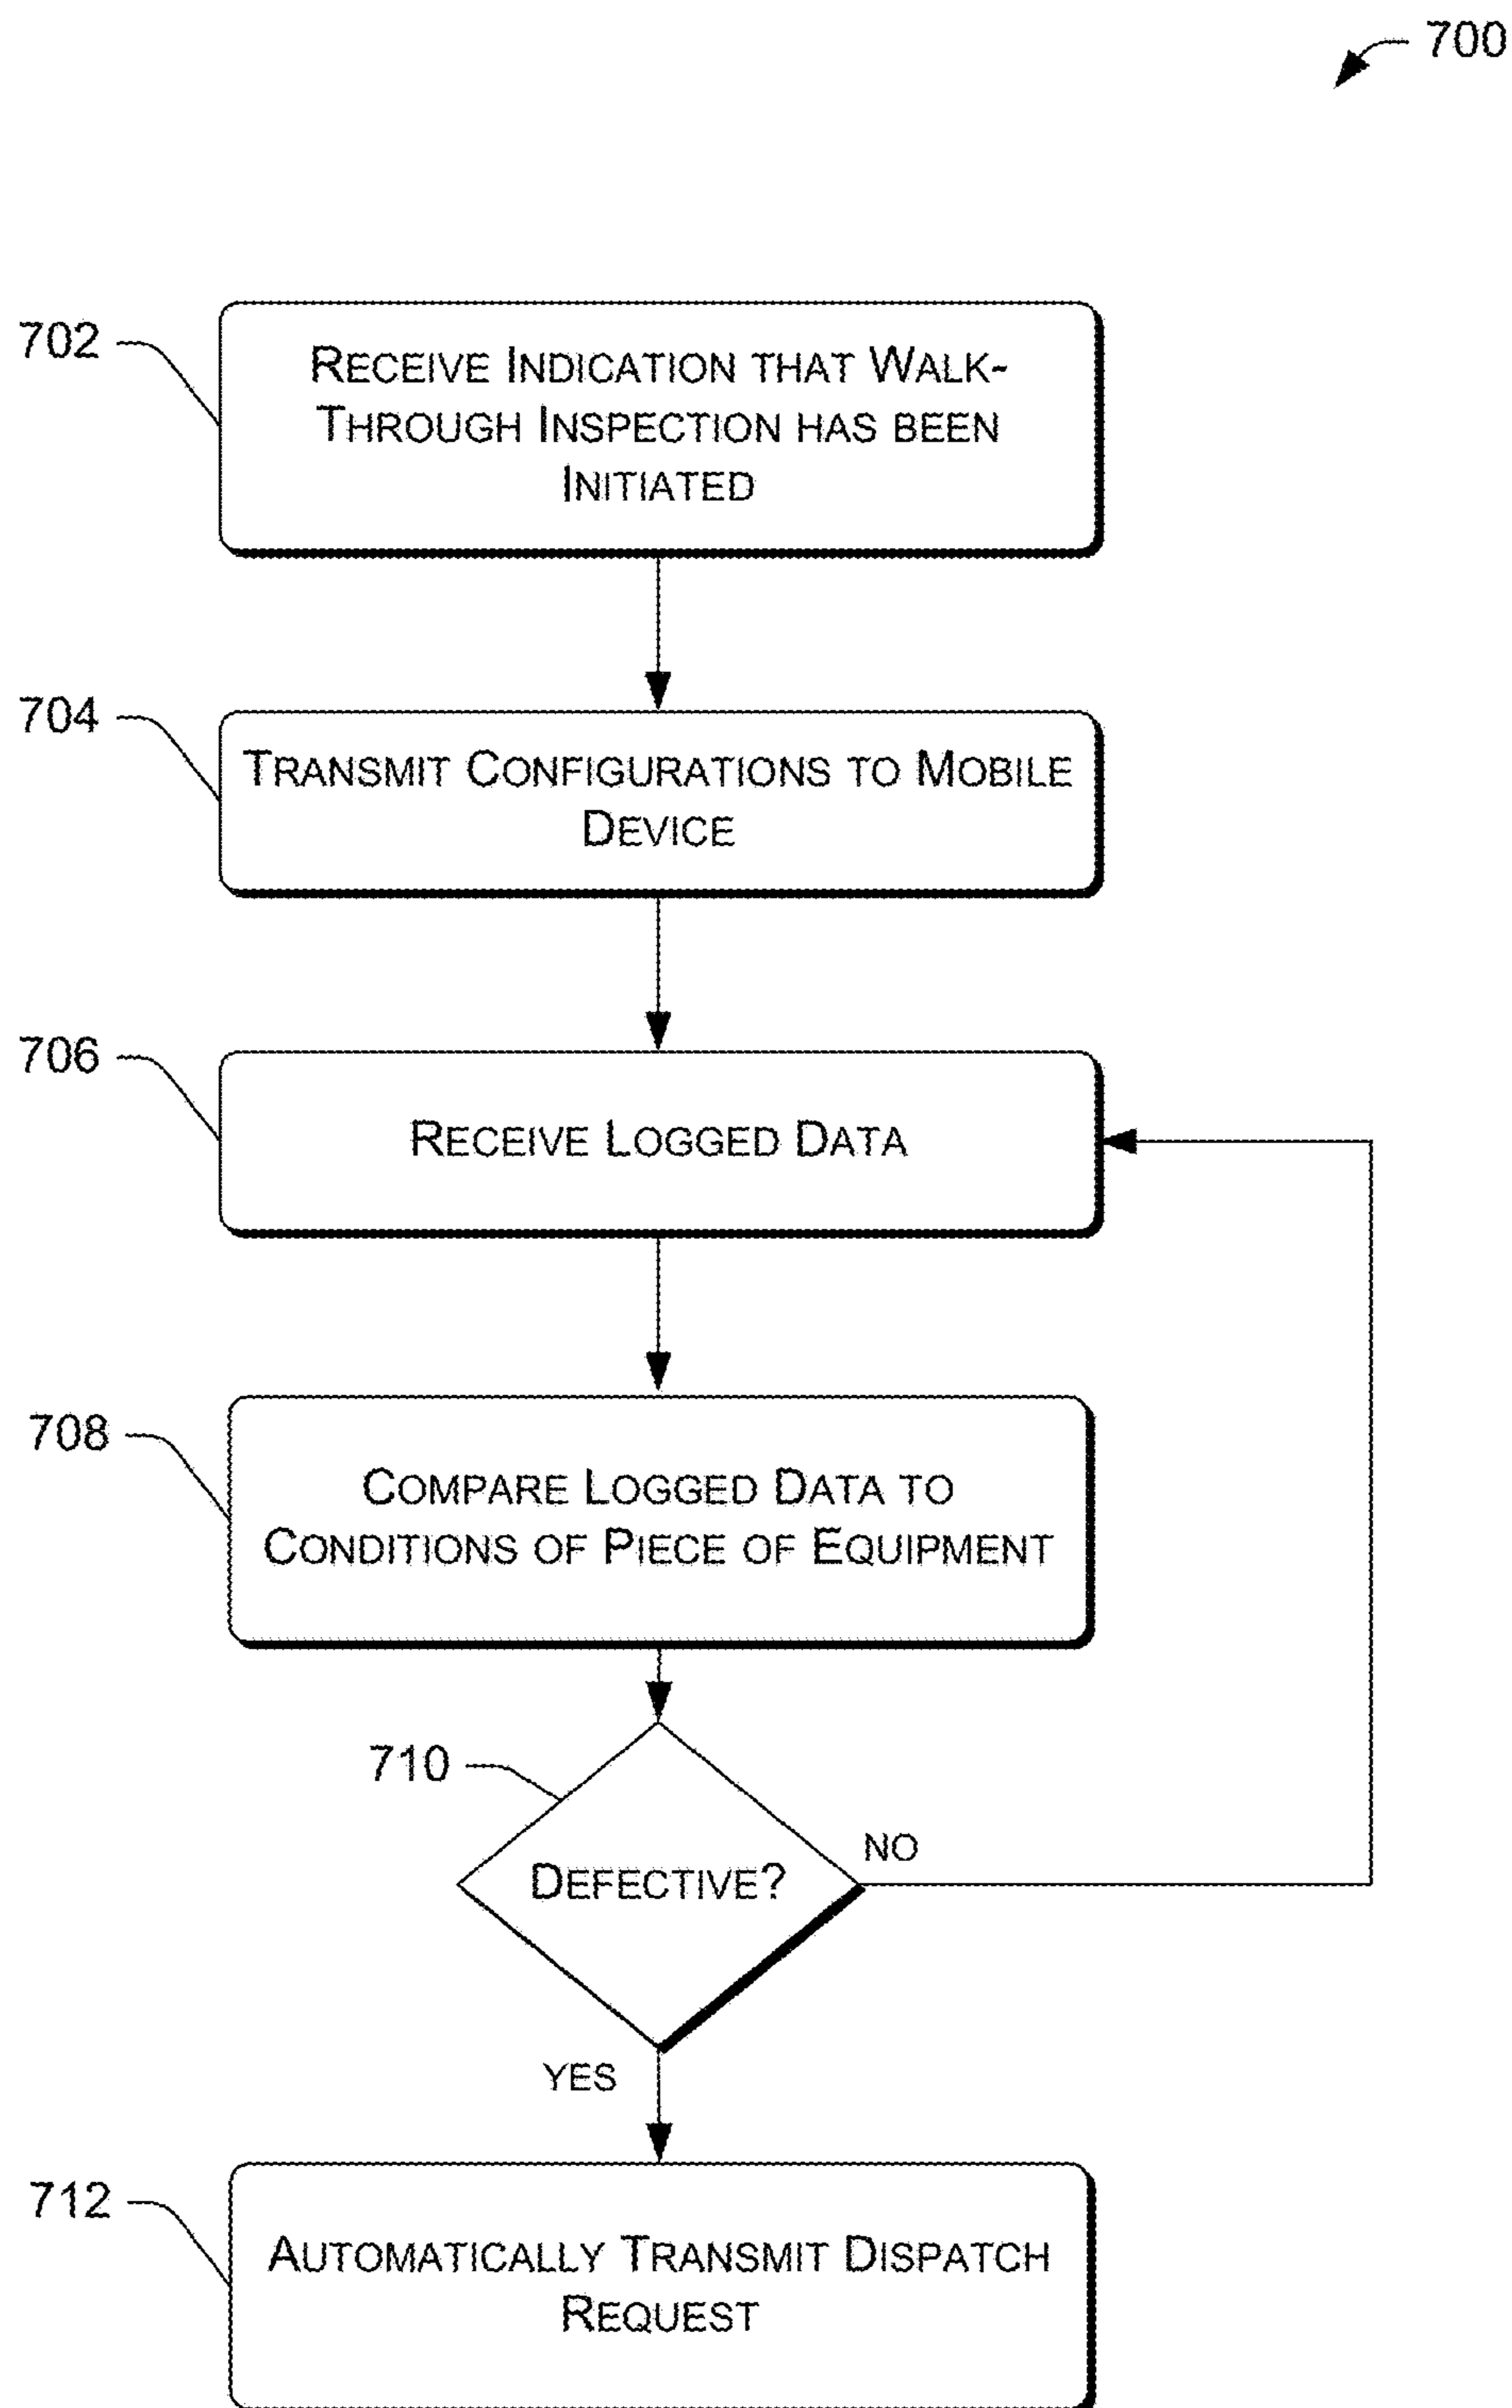 700
702
RECEIVE INDICATION THAT WALK-
THROUGH INSPECTION HAS BEEN
INITIATED
704
TRANSMIT CONFIGURATIONS TO MOBILE
DEVICE
706
RECEIVE LOGGED DATA
708
COMPARE LOGGED DATA TO
CONDITIONS OF PIECE OF EQUIPMENT
710
DEFECTIVE?
NO
YES
712
AUTOMATICALLY TRANSMIT DISPATCH
REQUEST